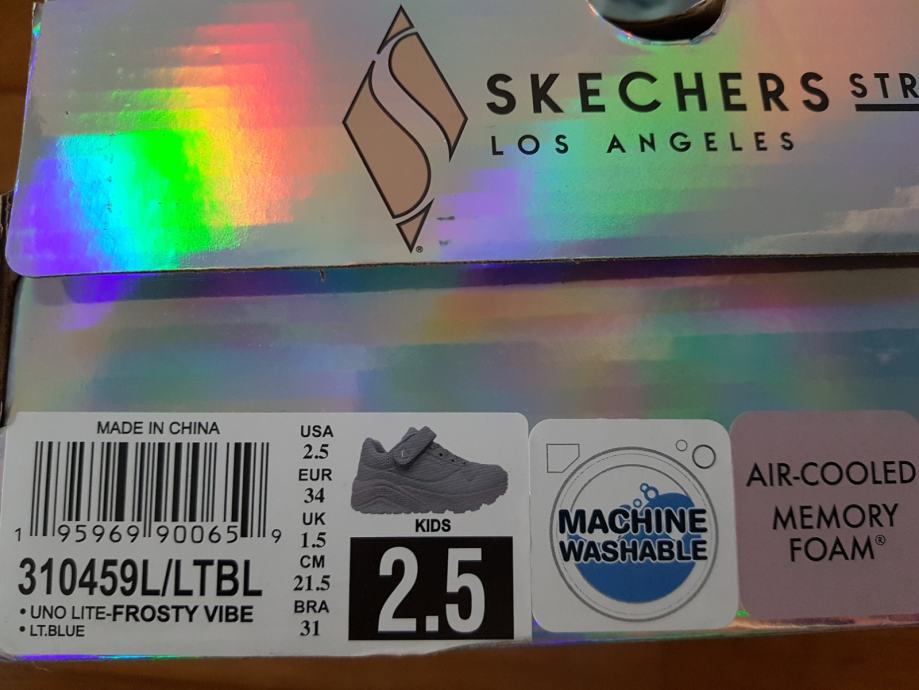 SKECHERS STR
LOS ANGELES
®
MADE IN CHINA
1 95969 90065 9
310459L/LTBL
• UNO LITE-FROSTY VIBE
• LT.BLUE
USA
2.5
EUR
34
UK
1.5
CM
21.5
BRA
31
KIDS
2.5
MACHINE
WASHABLE
AIR-COOLED
MEMORY
FOAM®